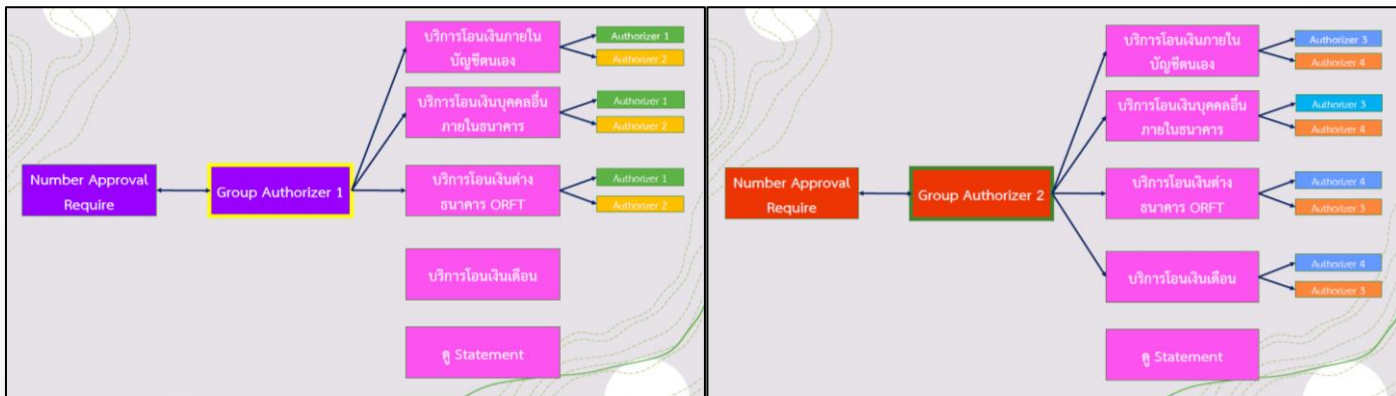 Number Approval
Require
Group Authorizer 1
บริการโอนเงินภายใน
บัญชีตนเอง
Authorizer 1
Authorizer 2
บริการโอนเงินบุคคลอื่น
ภายในธนาคาร
Authorizer 1
Authorizer 2
บริการโอนเงินต่าง
ธนาคาร ORFT
Authorizer 1
Authorizer 2
บริการโอนเงินเดือน
ดู Statement
Number Approval
Require
Group Authorizer 2
บริการโอนเงินภายใน
บัญชีตนเอง
Authorizer 3
Authorizer 4
บริการโอนเงินบุคคลอื่น
ภายในธนาคาร
Authorizer 3
Authorizer 4
บริการโอนเงินต่าง
ธนาคาร ORFT
Authorizer 4
Authorizer 3
บริการโอนเงินเดือน
Authorizer 4
Authorizer 3
ดู Statement